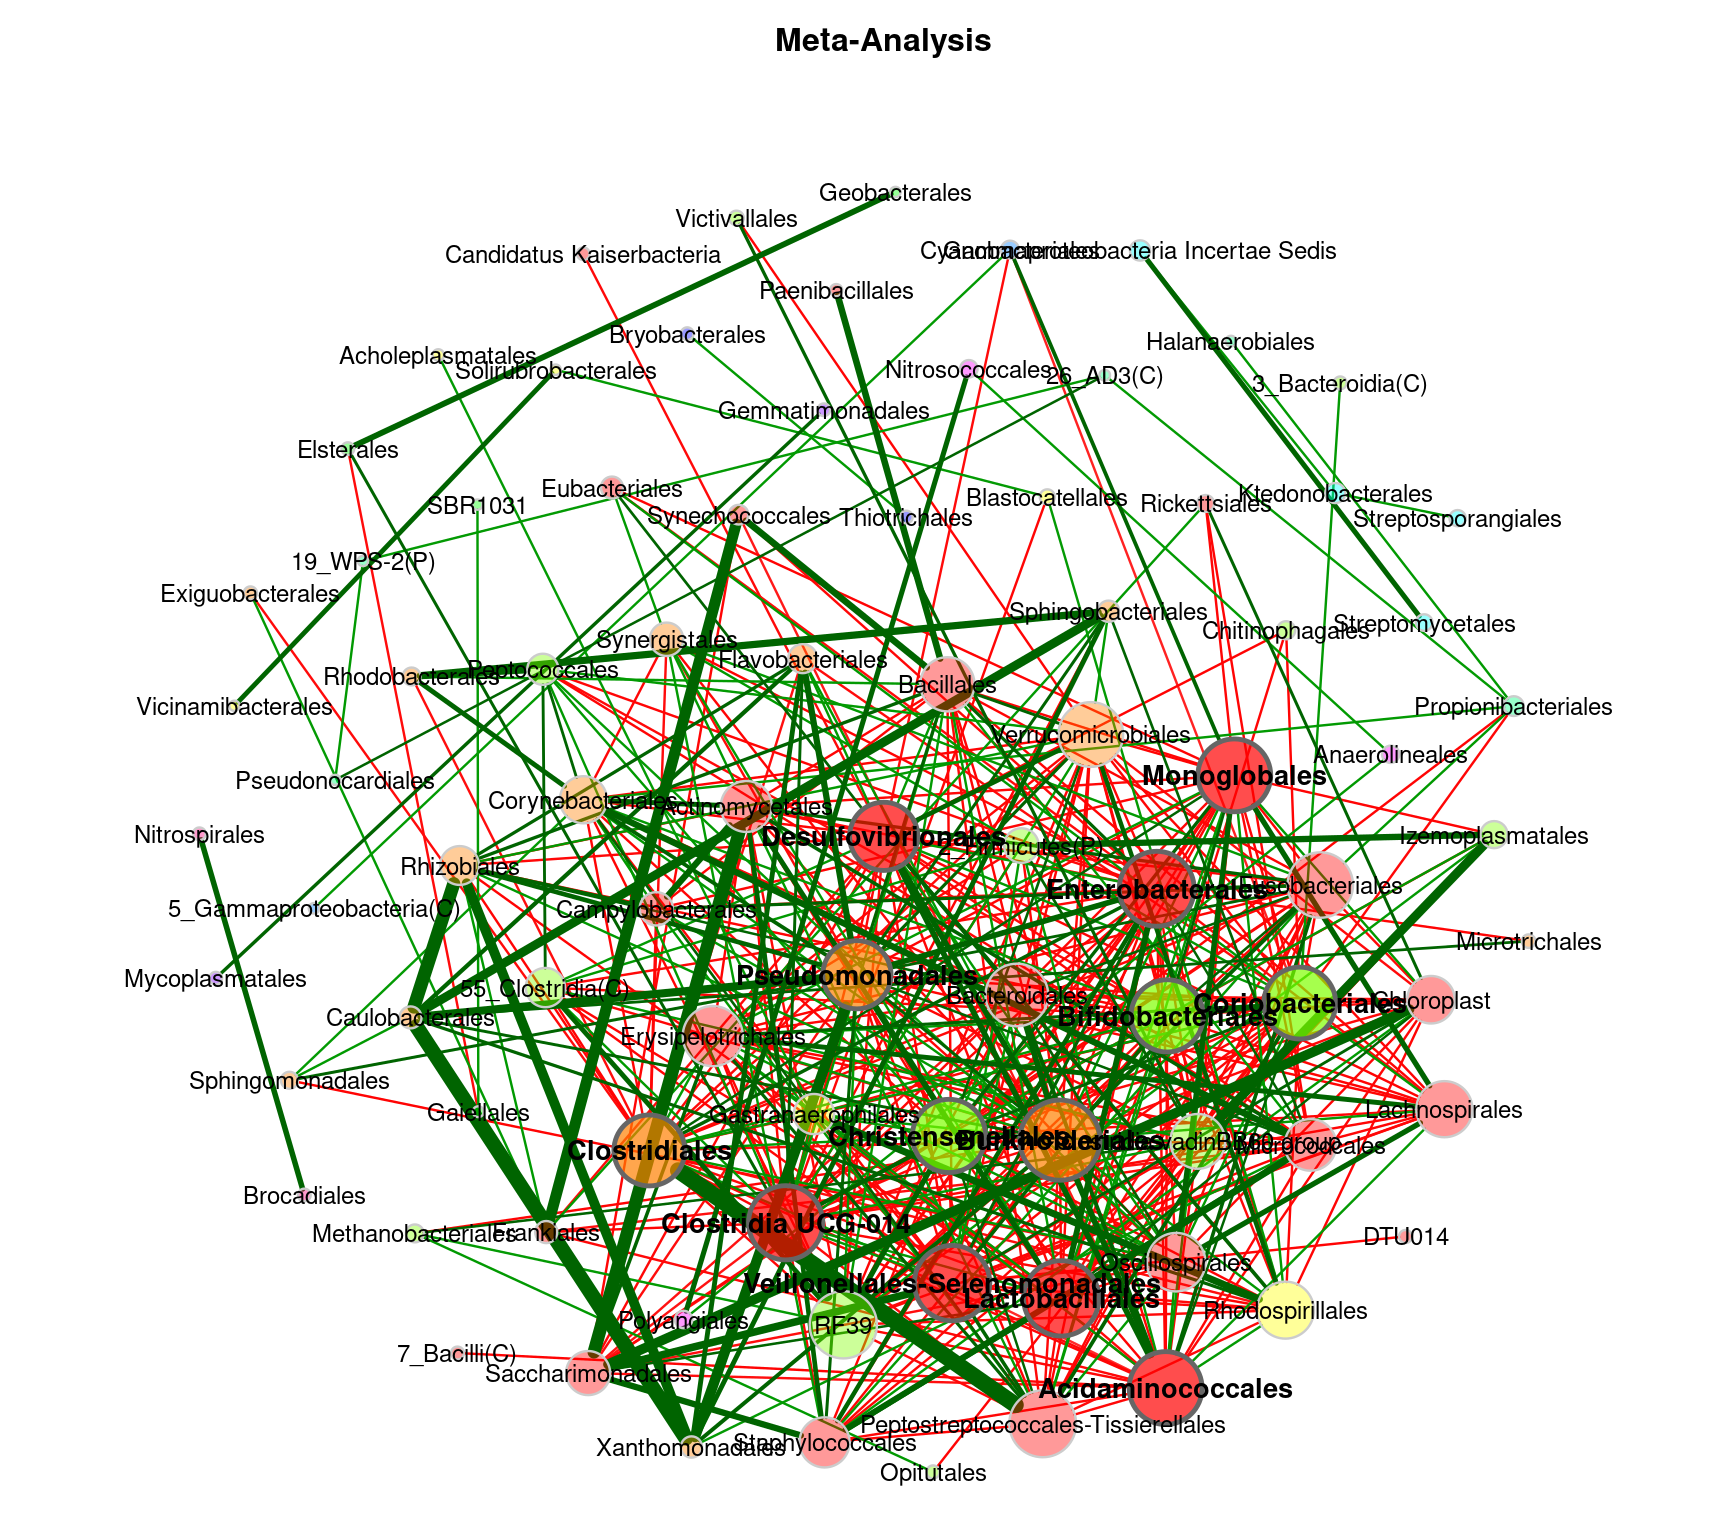 Meta-Analysis
Geobacterales
Victivallales
Candidatus Kaiserbacteria
Cyanobacteriales
Gammaproteobacteria Incertae Sedis
Paenibacillales
Bryobacterales
Halanaerobiales
Acholeplasmatales
Solirubrobacterales
Nitrosococcales
26_AD3(C)
3_Bacteroidia(C)
Gemmatimonadales
Elsterales
Eubacteriales
SBR1031
Synechococcales
Thiotrichales
Blastocatellales
Rickettsiales
Ktedonobacterales
Streptosporangiales
19_WPS-2(P)
Exiguobacterales
Sphingobacteriales
Chitinophagales
Streptomycetales
Synergistales
Flavobacteriales
Rhodobacterales
Peptococcales
Bacillales
Vicinamibacterales
Propionibacteriales
Verrucomicrobiales
Anaerolineales
Monoglobales
Pseudonocardiales
Corynebacteriales
Actinomycetales
Nitrospirales
Desulfovibrionales
2_Firmicutes(P)
Izemoplasmatales
Rhizobiales
Enterobacterales
Fusobacteriales
5_Gammaproteobacteria(C)
Campylobacterales
Microtrichales
Mycoplasmatales
Pseudomonadales
55_Clostridia(C)
Bacteroidales
Coriobacteriales
Chloroplast
Caulobacterales
Bifidobacteriales
Erysipelotrichales
Sphingomonadales
Gaiellales
Gastranaerophilales
Lachnospirales
Clostridiales
Christensenellales
Burkholderiales
BB60 group
Micrococcales
Brocadiales
Methanobacteriales
Frankiales
Clostridia UCG-014
DTU014
Oscillospirales
Veillonellales-Selenomonadales
Lactobacillales
Rhodospirillales
Polyangiales
RF39
7_Bacilli(C)
Saccharimonadales
Acidaminococcales
Peptostreptococcales-Tissierellales
Xanthomonadales
Staphylococcales
Opitutales